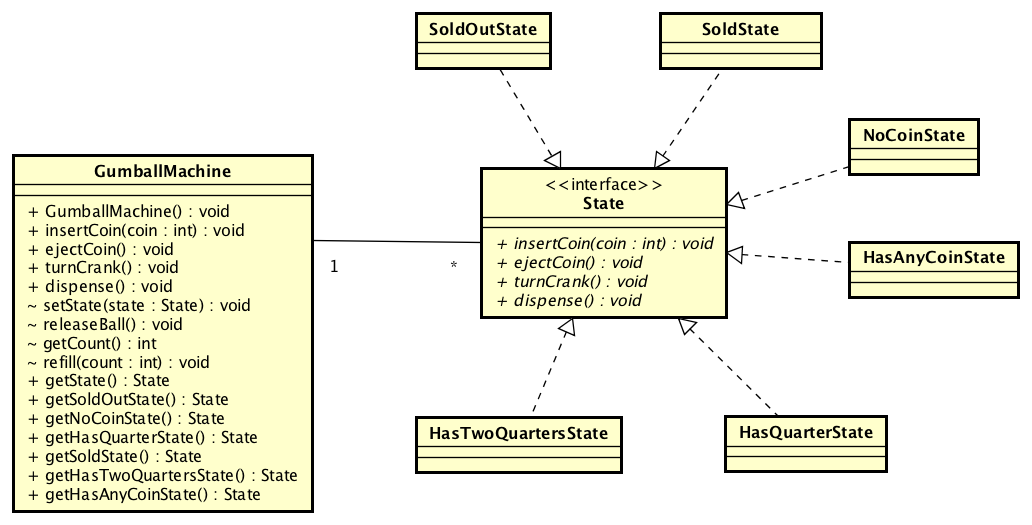 SoldOutState
SoldState
NoCoinState
GumballMachine
+ GumballMachine() : void
+ insertCoin(coin : int) : void
+ ejectCoin() : void
+ turnCrank() : void
+ dispense() : void
~ setState(state : State) : void
~ releaseBall() : void
~ getCount() : int
~ refill(count : int) : void
+ getState() : State
+ getSoldOutState() : State
+ getNoCoinState() : State
+ getHasQuarterState() : State
+ getSoldState() : State
+ getHasTwoQuartersState() : State
+ getHasAnyCoinState() : State
1
*
<<interface>>
State
+ insertCoin(coin : int) : void
+ ejectCoin() : void
+ turnCrank() : void
+ dispense() : void
HasAnyCoinState
HasTwoQuartersState
HasQuarterState